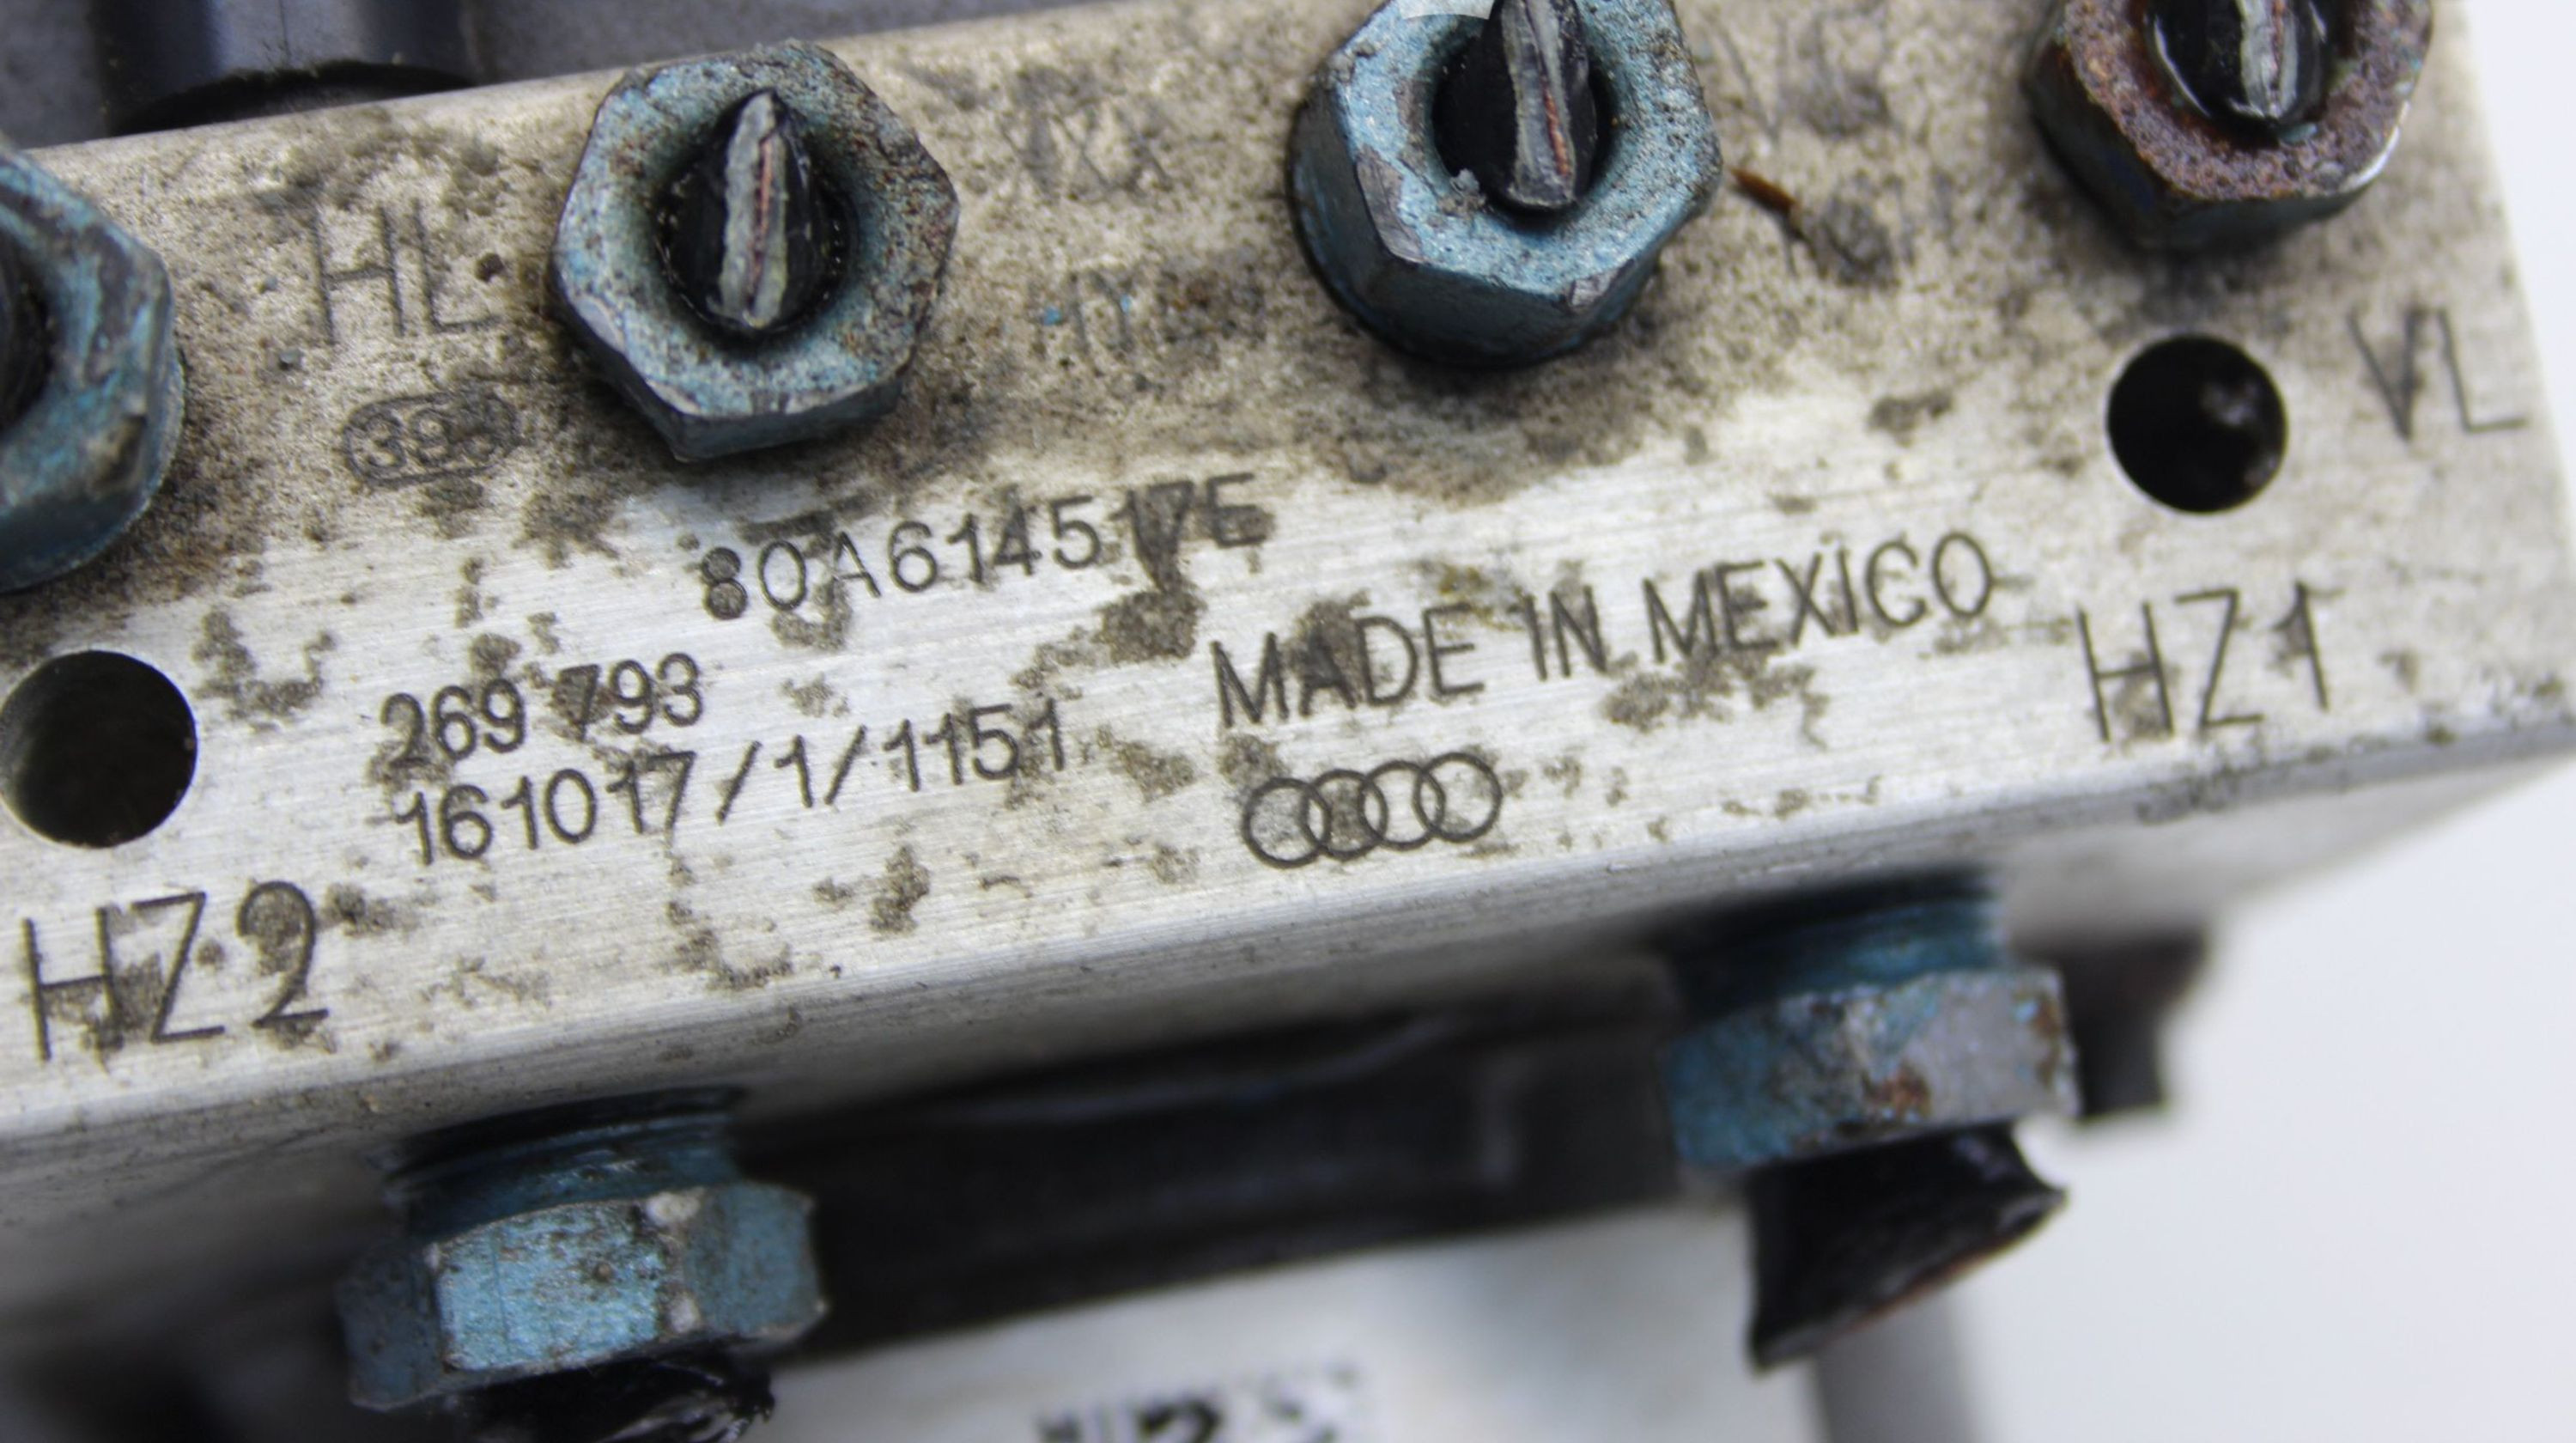 HL
VL
80A614517E
MADE IN MEXICO
HZ1
269 793
161017/1/1151
HZ2